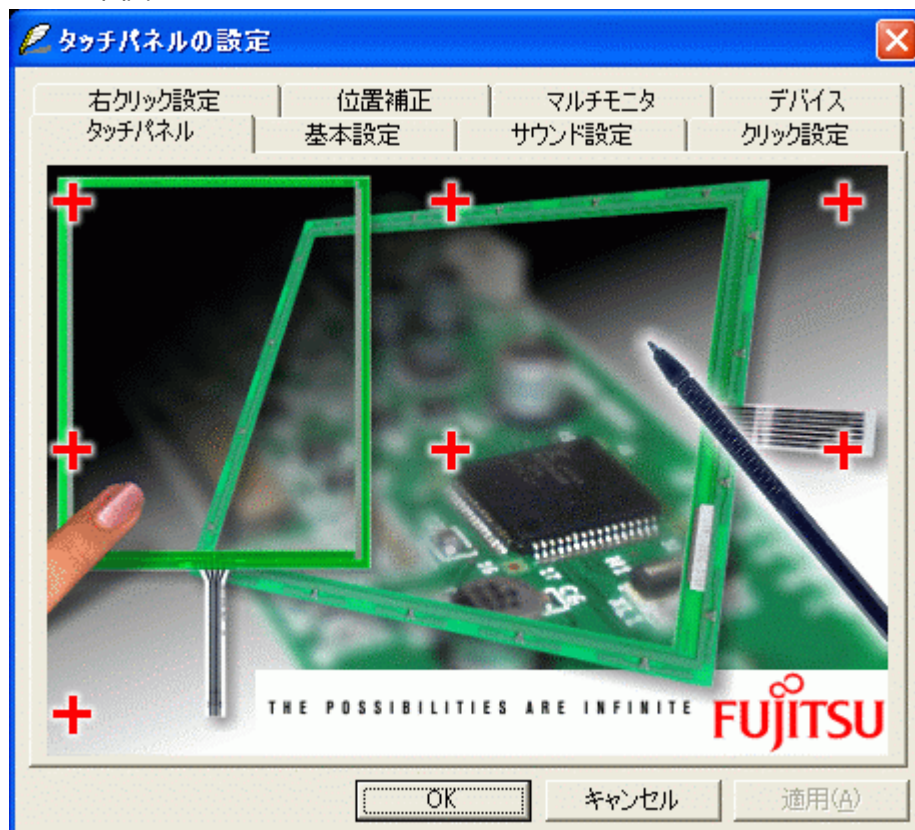 タッチパネルの設定
右クリック設定 位置補正 マルチモニタ デバイス
タッチパネル 基本設定 サウンド設定 クリック設定
THE POSSIBILITIES ARE INFINITE FUJITSU
OK キャンセル 適用(A)